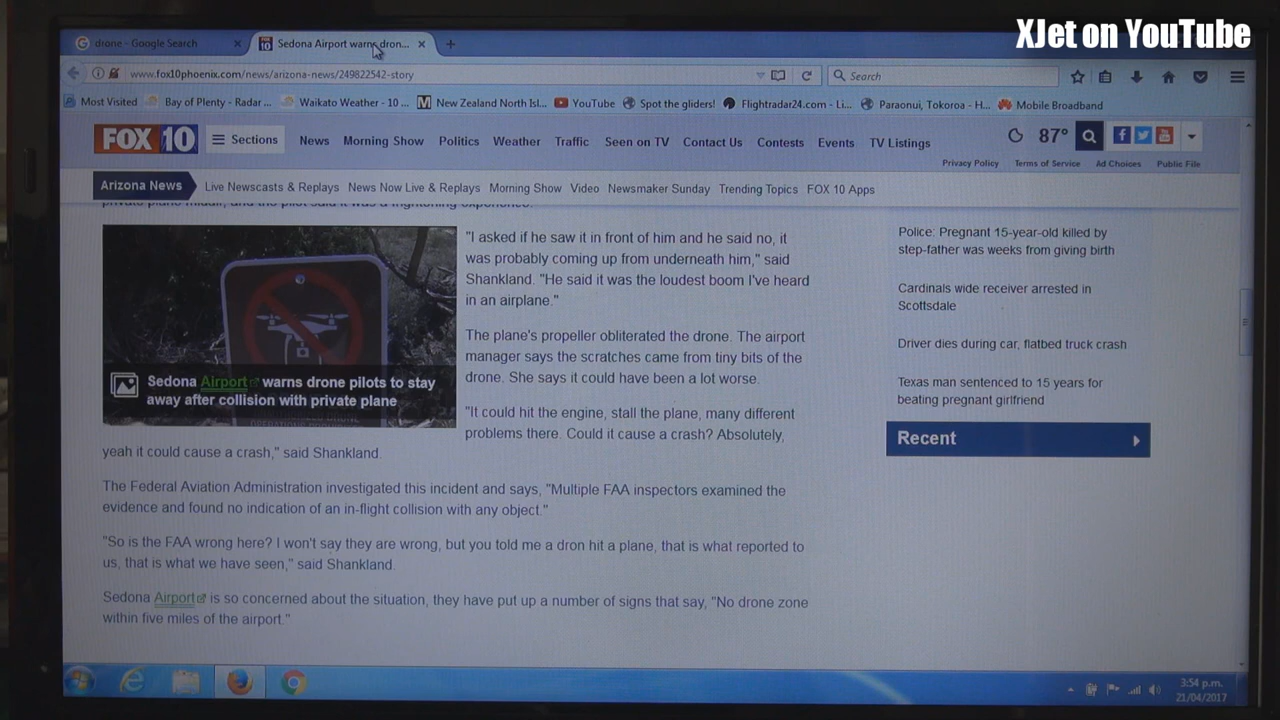 XJet on YouTube
drone - Google Search
Sedona Airport warns dron...
www.fox10phoenix.com/news/arizona-news/249822542-story
Search
Most Visited
Bay of Plenty - Radar ...
Waikato Weather - 10 ...
New Zealand North Isl...
YouTube
Spot the gliders!
Flightradar24.com - Li...
Paraonui, Tokoroa - H...
Mobile Broadband
FOX 10
Sections
News
Morning Show
Politics
Weather
Traffic
Seen on TV
Contact Us
Contests
Events
TV Listings
87°
Privacy Policy
Terms of Service
Ad Choices
Public File
Arizona News
Live Newscasts & Replays
News Now Live & Replays
Morning Show
Video
Newsmaker Sunday
Trending Topics
FOX 10 Apps
private plane midair, and the pilot said it was a frightening experience.
"I asked if he saw it in front of him and he said no, it
was probably coming up from underneath him," said
Shankland. "He said it was the loudest boom I've heard
in an airplane."
The plane's propeller obliterated the drone. The airport
manager says the scratches came from tiny bits of the
drone. She says it could have been a lot worse.
"It could hit the engine, stall the plane, many different
problems there. Could it cause a crash? Absolutely,
yeah it could cause a crash," said Shankland.
Sedona Airport warns drone pilots to stay
away after collision with private plane
The Federal Aviation Administration investigated this incident and says, "Multiple FAA inspectors examined the
evidence and found no indication of an in-flight collision with any object."
"So is the FAA wrong here? I won't say they are wrong, but you told me a dron hit a plane, that is what reported to
us, that is what we have seen," said Shankland.
Sedona Airport is so concerned about the situation, they have put up a number of signs that say, "No drone zone
within five miles of the airport."
Police: Pregnant 15-year-old killed by
step-father was weeks from giving birth
Cardinals wide receiver arrested in
Scottsdale
Driver dies during car, flatbed truck crash
Texas man sentenced to 15 years for
beating pregnant girlfriend
Recent
3:54 p.m.
21/04/2017